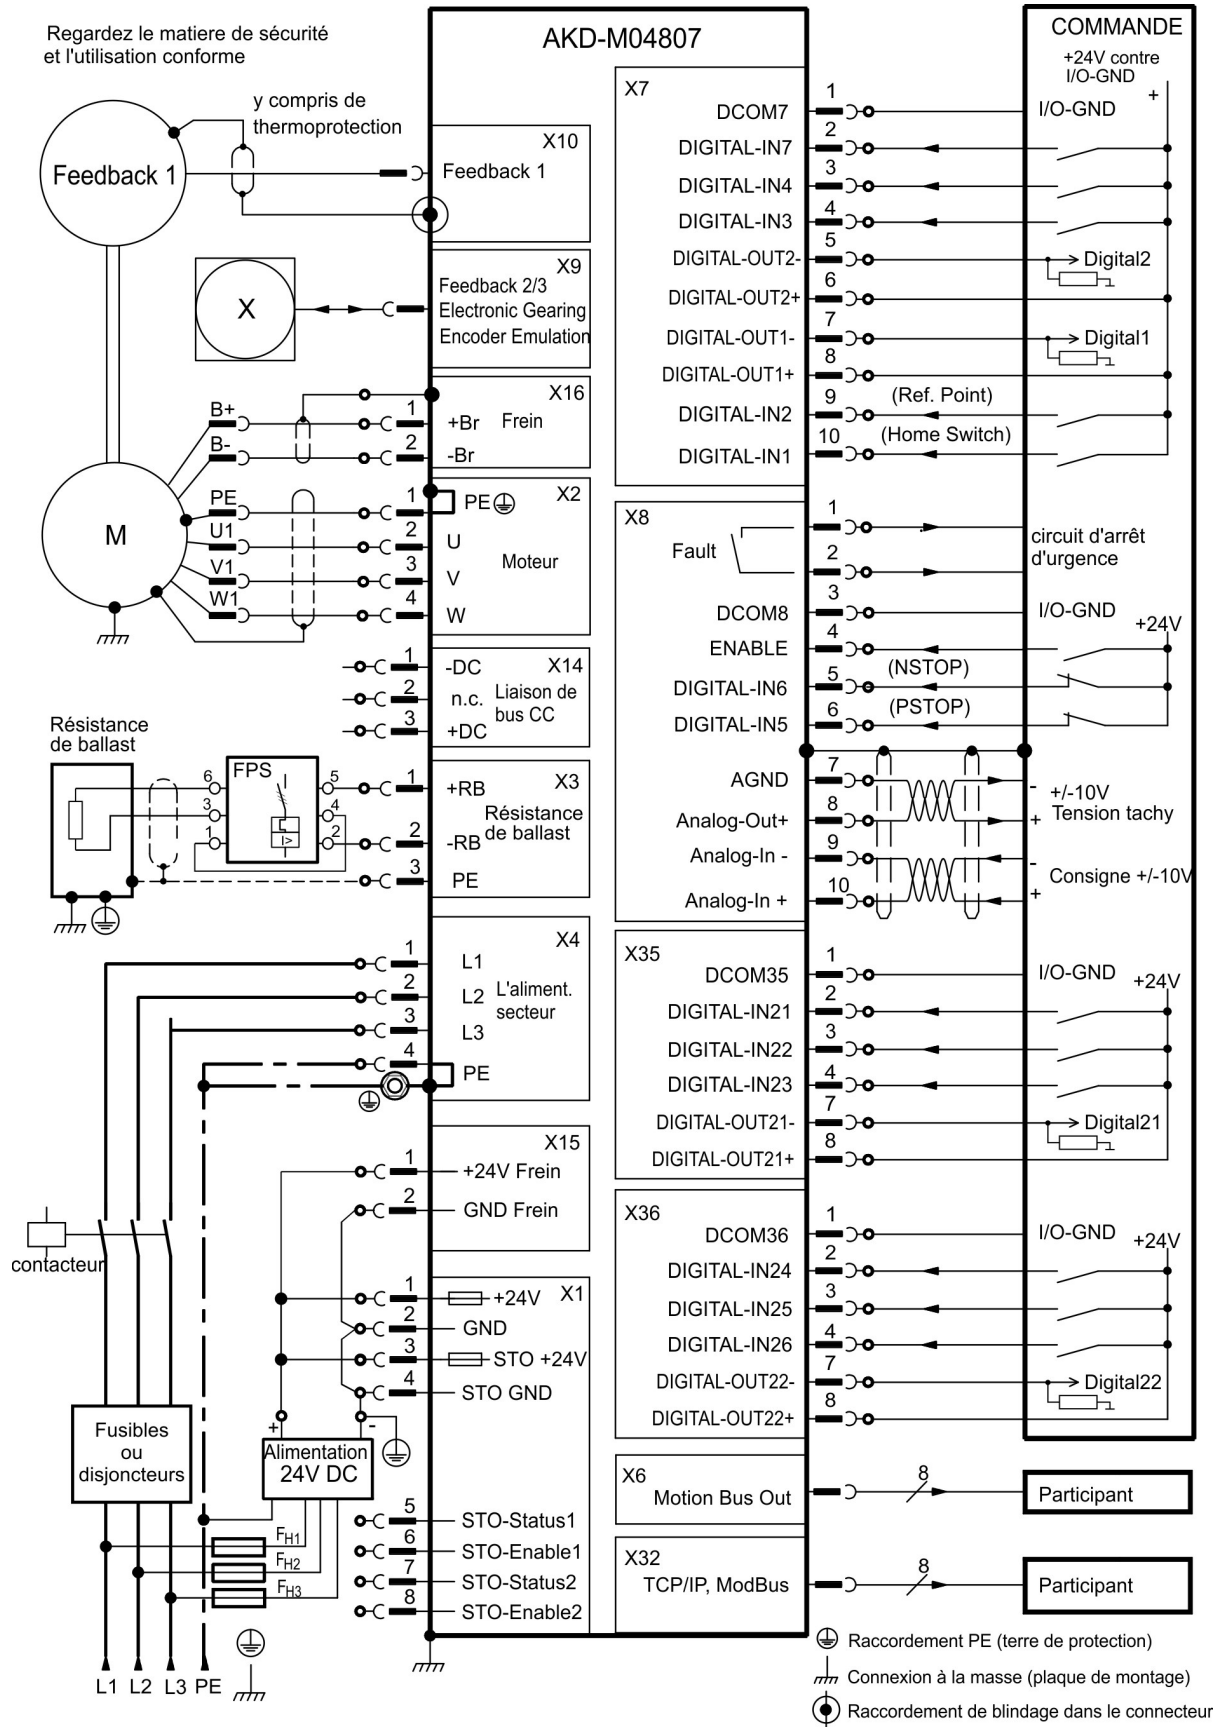 Regardez le matiere de sécurité
et l'utilisation conforme
AKD-M04807
COMMANDE
+24V contre
I/O-GND
+
y compris de
thermoprotection
Feedback 1
X10
Feedback 1
X
X9
Feedback 2/3
Electronic Gearing
Encoder Emulation
X16
B+
1
+Br
Frein
B-
2
-Br
M
X2
PE
1
PE
U1
2
U
Moteur
V1
3
V
W1
4
W
X14
1
-DC
2
n.c.
Liaison de
bus CC
3
+DC
Résistance
de ballast
FPS
6
5
3
4
1
2
I>
X3
1
+RB
Résistance
de ballast
2
-RB
3
PE
X4
1
L1
2
L2
L'aliment.
secteur
3
L3
4
PE
X15
1
+24V Frein
2
GND Frein
contacteur
X1
1
+24V
2
GND
3
STO +24V
4
STO GND
+
-
Alimentation
24V DC
Fusibles
ou
disjoncteurs
5
STO-Status1
6
STO-Enable1
7
STO-Status2
8
STO-Enable2
FH1
FH2
FH3
L1 L2 L3 PE
X7
DCOM7
1
I/O-GND
DIGITAL-IN7
2
DIGITAL-IN4
3
DIGITAL-IN3
4
DIGITAL-OUT2-
5
Digital2
DIGITAL-OUT2+
6
DIGITAL-OUT1-
7
Digital1
DIGITAL-OUT1+
8
DIGITAL-IN2
9
(Ref. Point)
DIGITAL-IN1
10
(Home Switch)
X8
Fault
1
2
circuit d'arrêt
d'urgence
DCOM8
3
I/O-GND
+24V
ENABLE
4
DIGITAL-IN6
5
(NSTOP)
DIGITAL-IN5
6
(PSTOP)
AGND
7
-
Analog-Out+
8
+
+/-10V
Tension tachy
Analog-In -
9
-
Analog-In +
10
+
Consigne +/-10V
X35
DCOM35
1
I/O-GND
+24V
DIGITAL-IN21
2
DIGITAL-IN22
3
DIGITAL-IN23
4
DIGITAL-OUT21-
7
Digital21
DIGITAL-OUT21+
8
X36
DCOM36
1
I/O-GND
+24V
DIGITAL-IN24
2
DIGITAL-IN25
3
DIGITAL-IN26
4
DIGITAL-OUT22-
7
Digital22
DIGITAL-OUT22+
8
X6
Motion Bus Out
8
Participant
X32
TCP/IP, ModBus
8
Participant
Raccordement PE (terre de protection)
Connexion à la masse (plaque de montage)
Raccordement de blindage dans le connecteur